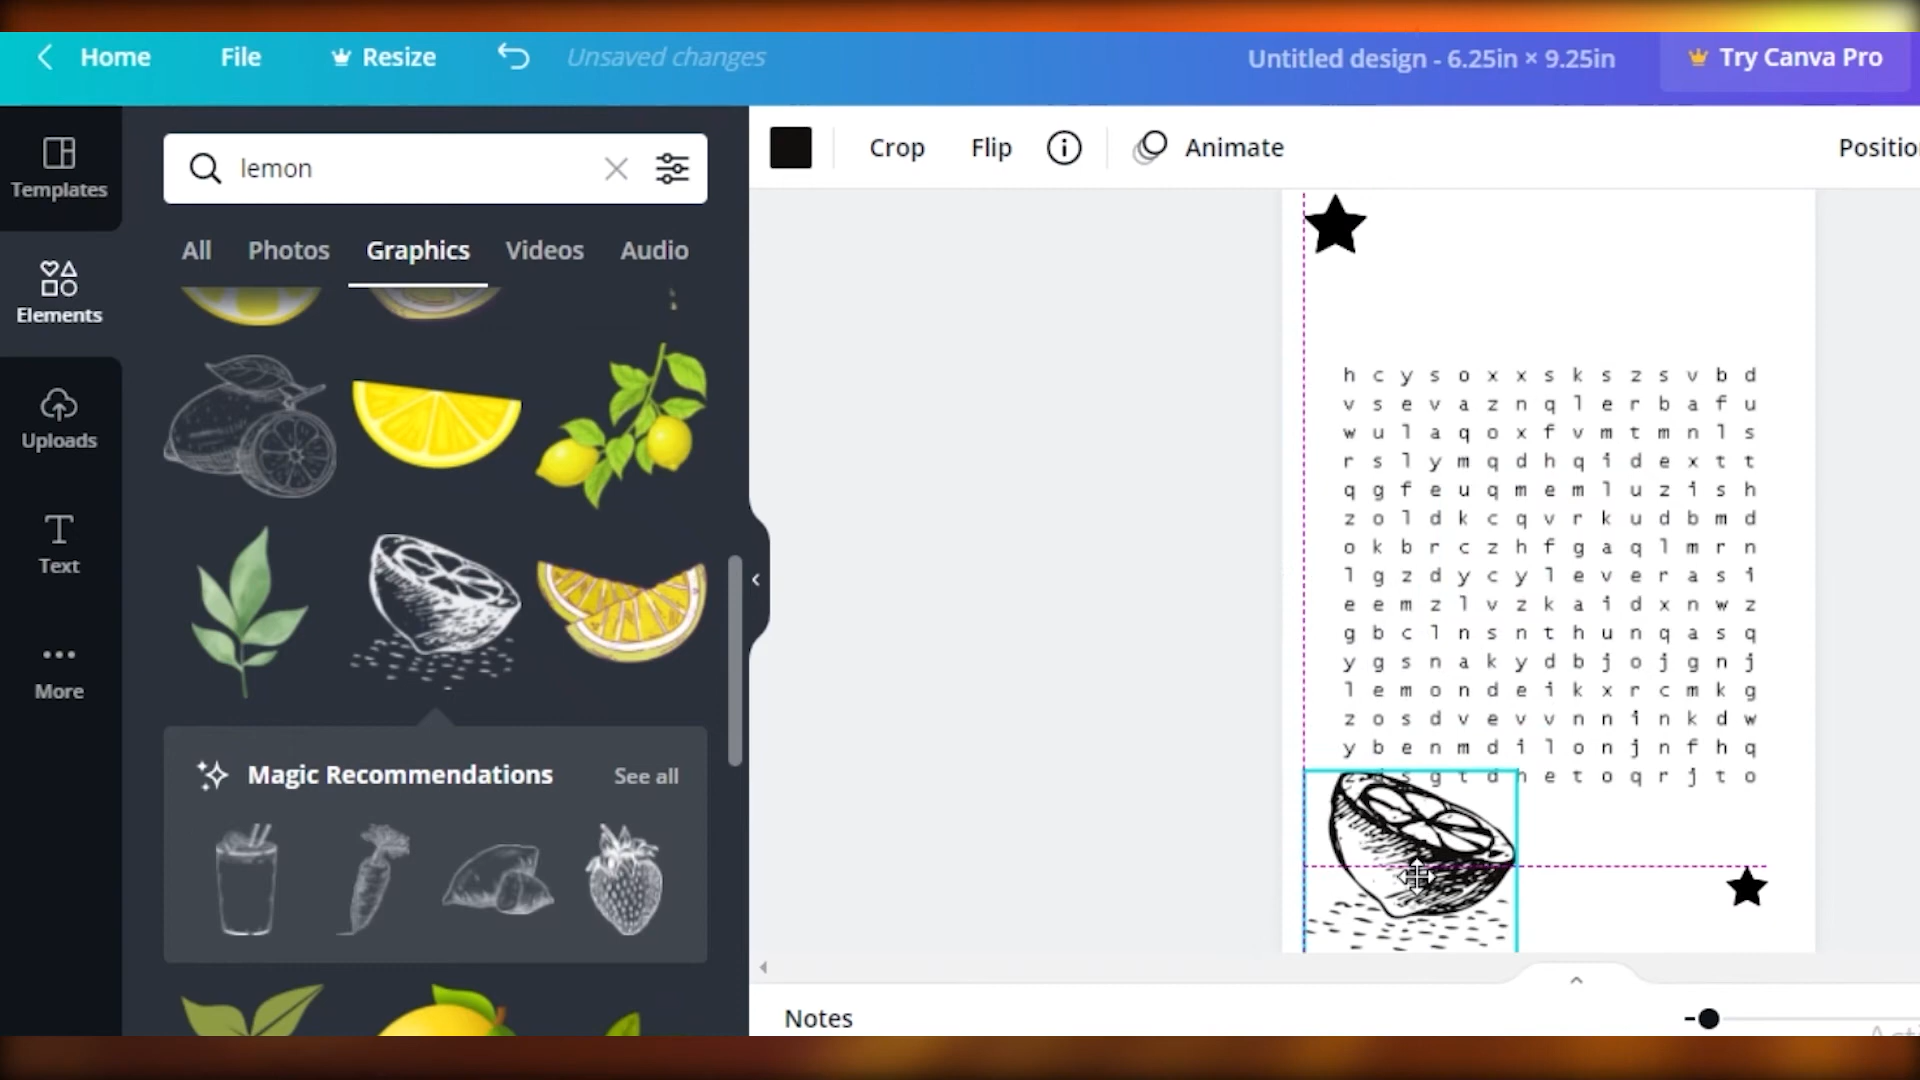 Home File Resize Unsaved changes Untitled design - 6.25in × 9.25in Try Canva Pro
Templates
Elements
Uploads
Text
More
lemon
All Photos Graphics Videos Audio
Magic Recommendations See all
Crop Flip Animate Positio
h c y s o x x s k s z s v b d
v s e v a z n q l e r b a f u
w u l a q o x f v m t m n l s
r s l y m q d h q i d e x t t
q g f e u q m e m l u z i s h
z o l d k c q v r k u d b m d
o k b r c z h f g a q l m r n
l g z d y c y l e v e r a s i
e e m z l v z k a i d x n w z
g b c l n s n t h u n q a s q
y g s n a k y d b j o j g n j
l e m o n d e i k x r c m k g
z o s d v e v v n n i n k d w
y b e n m d i l o n j n f h q
z d s g t d h e t o q r j t o
Notes